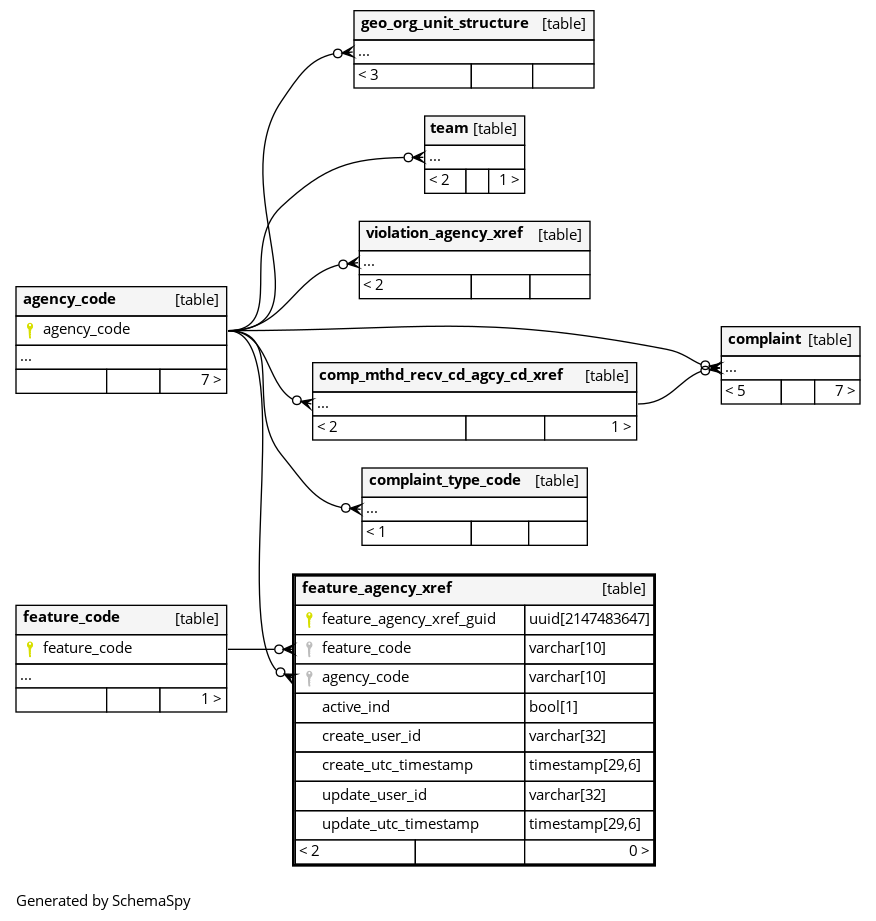 geo_org_unit_structure [table]
...
< 3
team [table]
...
< 2 1 >
violation_agency_xref [table]
...
< 2
agency_code [table]
agency_code
...
7 >
complaint [table]
...
< 5 7 >
comp_mthd_recv_cd_agcy_cd_xref [table]
...
< 2 1 >
complaint_type_code [table]
...
< 1
feature_agency_xref [table]
feature_agency_xref_guid uuid[2147483647]
feature_code varchar[10]
agency_code varchar[10]
active_ind bool[1]
create_user_id varchar[32]
create_utc_timestamp timestamp[29,6]
update_user_id varchar[32]
update_utc_timestamp timestamp[29,6]
< 2 0 >
feature_code [table]
feature_code
...
1 >
Generated by SchemaSpy